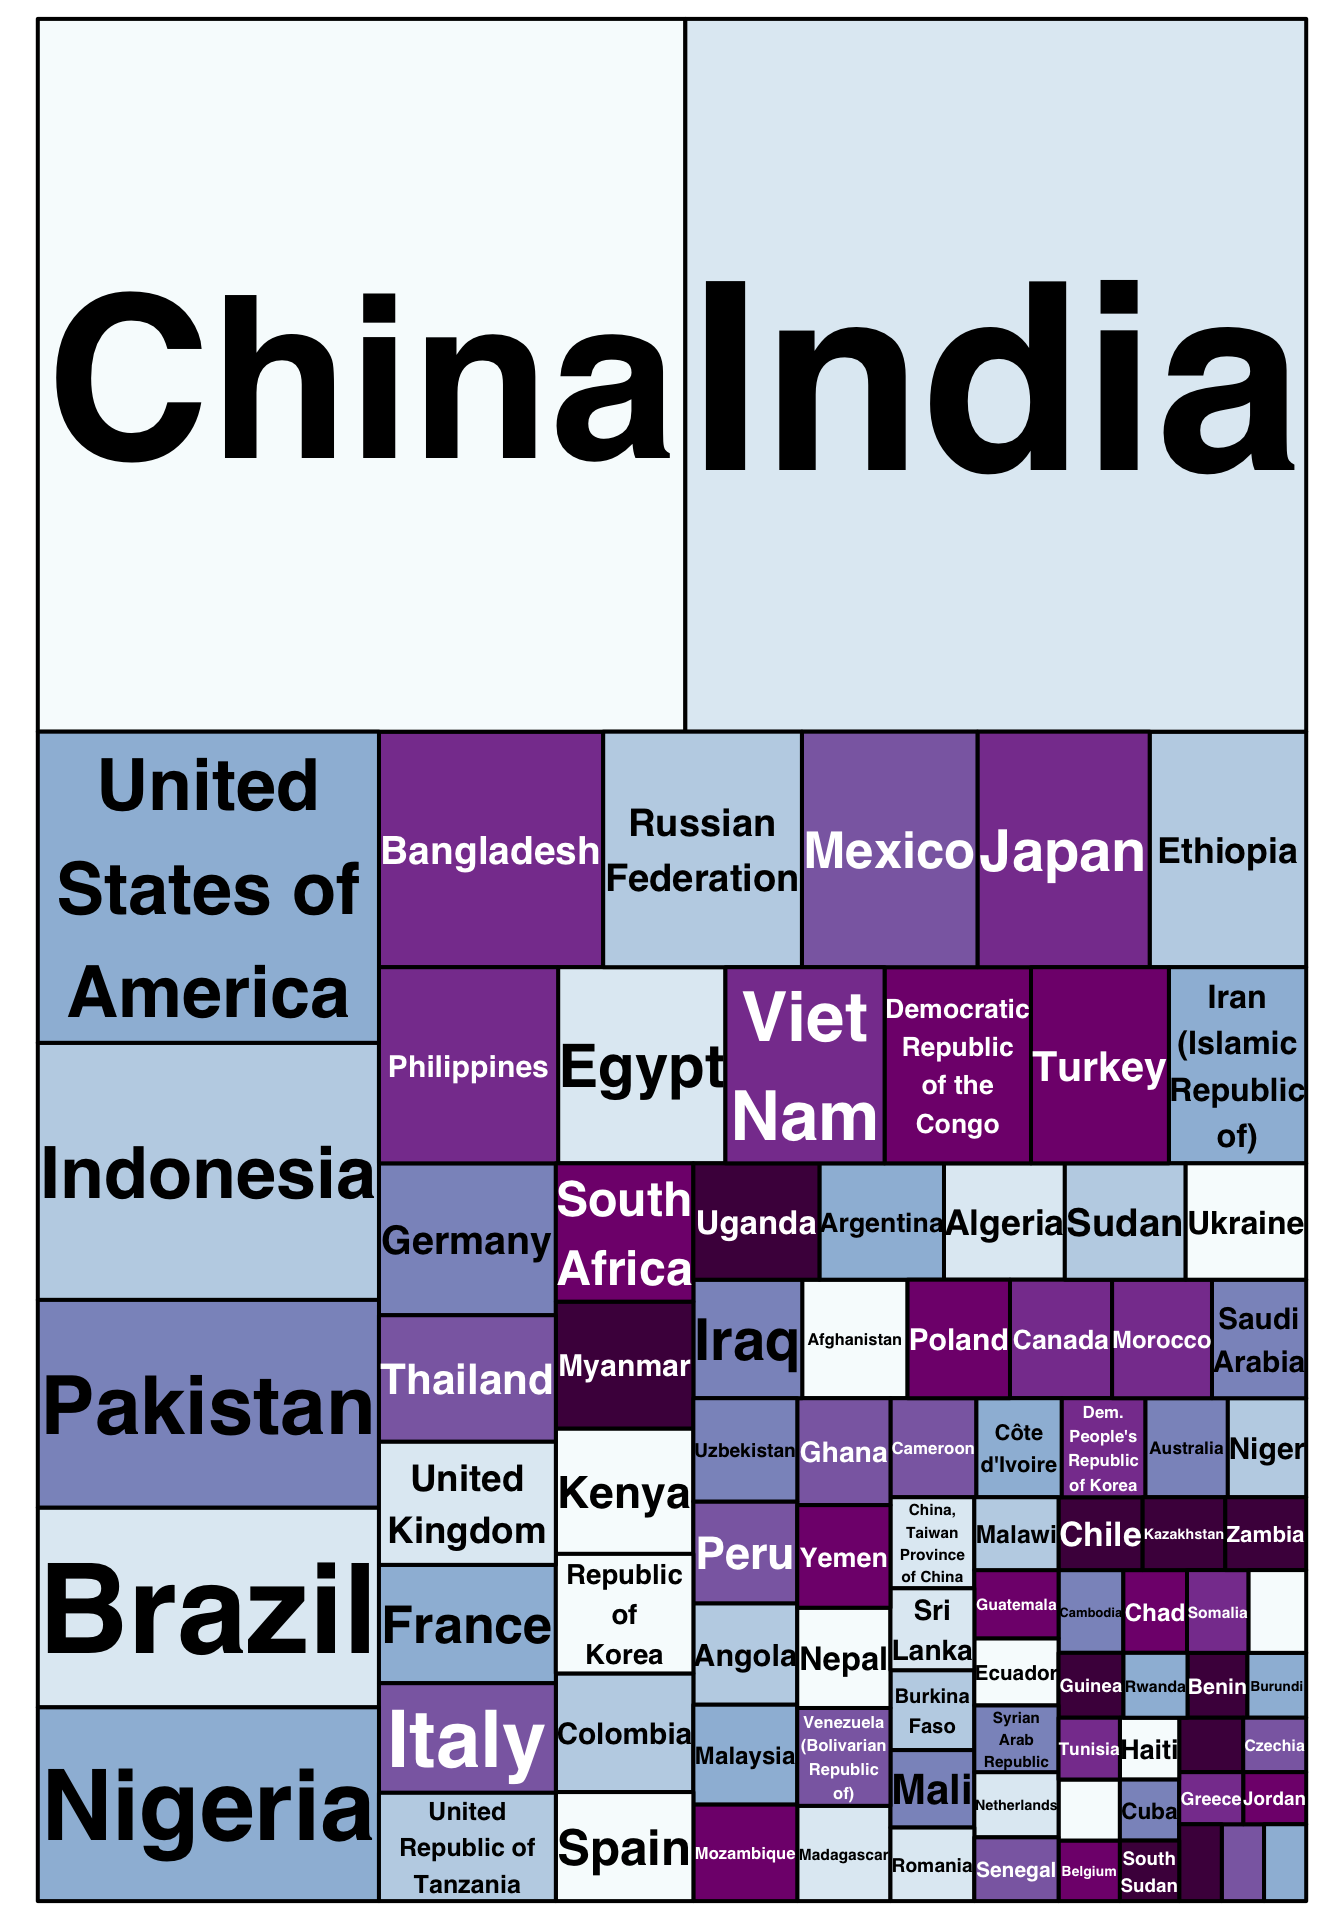 China
India
United
States of
America
Indonesia
Pakistan
Brazil
Nigeria
Bangladesh
Russian
Federation
Mexico
Japan
Ethiopia
Philippines
Egypt
Viet
Nam
Democratic
Republic
of the
Congo
Turkey
Iran
(Islamic
Republic
of)
Germany
Thailand
United
Kingdom
France
Italy
United
Republic of
Tanzania
South
Africa
Myanmar
Kenya
Republic
of
Korea
Colombia
Spain
Uganda
Argentina
Algeria
Sudan
Ukraine
Iraq
Afghanistan
Poland
Canada
Morocco
Saudi
Arabia
Uzbekistan
Peru
Angola
Malaysia
Mozambique
Ghana
Yemen
Nepal
Venezuela
(Bolivarian
Republic
of)
Madagascar
Cameroon
Côte
d'Ivoire
Dem.
People's
Republic
of Korea
Australia
Niger
China,
Taiwan
Province
of China
Sri
Lanka
Burkina
Faso
Mali
Romania
Malawi
Chile
Kazakhstan
Zambia
Guatemala
Ecuador
Syrian
Arab
Republic
Netherlands
Senegal
Cambodia
Chad
Somalia
Guinea
Rwanda
Benin
Burundi
Tunisia
Haiti
Czechia
Cuba
Greece
Jordan
Belgium
South
Sudan